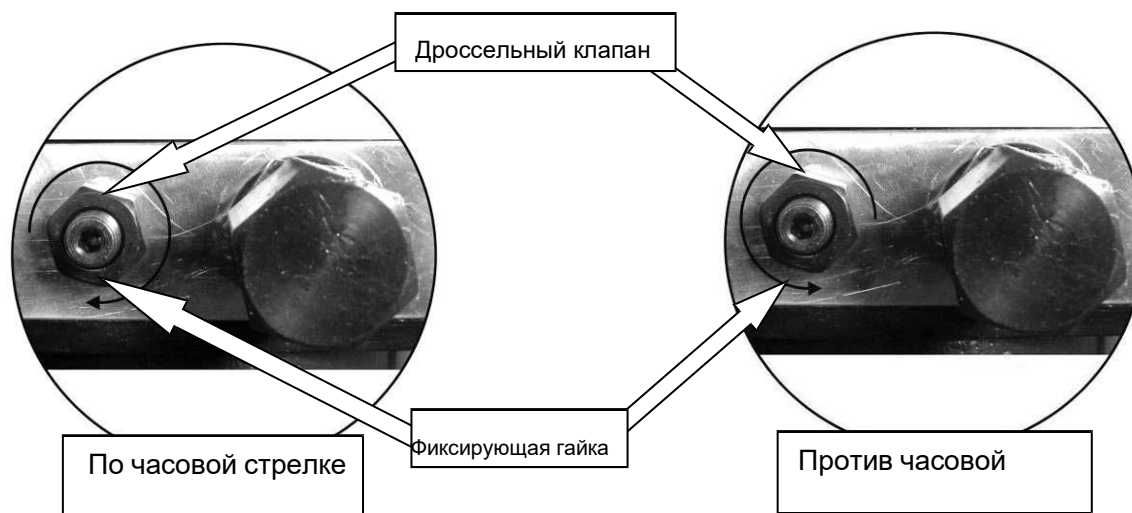 Дроссельный клапан
Фиксирующая гайка
По часовой стрелке
Против часовой